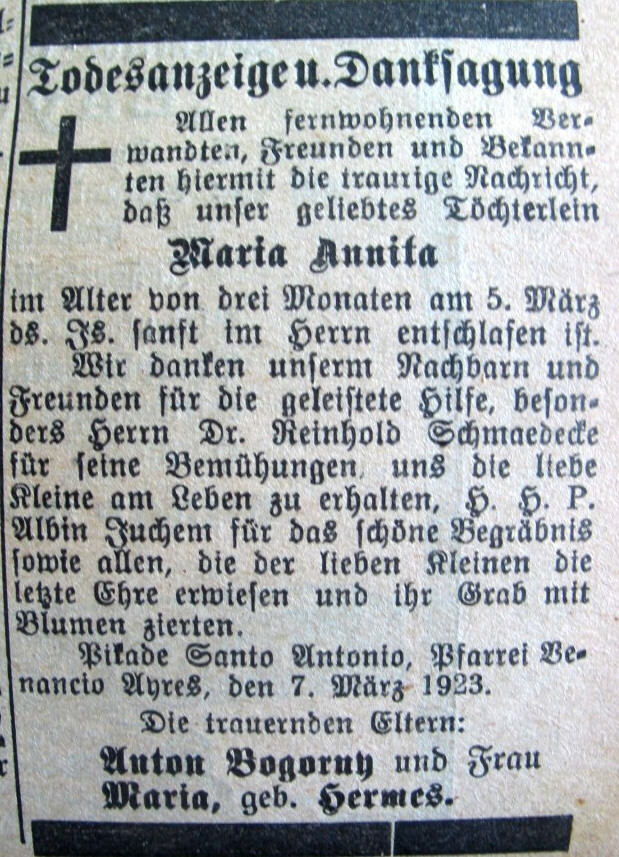 Todesanzeige u. Danksagung
Allen fernwohnenden Ver-
wandten, Freunden und Bekann-
ten hiermit die traurige Nachricht,
daß unser geliebtes Töchterlein
Maria Annita
im Alter von drei Monaten am 5. März
ds. Js. sanft im Herrn entschlafen ist.
Wir danken unserm Nachbarn und
Freunden für die geleistete Hilfe, beson-
ders Herrn Dr. Reinhold Schmaedecke
für seine Bemühungen, uns die liebe
Kleine am Leben zu erhalten, H. H. P.
Albin Juchem für das schöne Begräbnis
sowie allen, die der lieben Kleinen die
letzte Ehre erwiesen und ihr Grab mit
Blumen zierten.
Pikade Santo Antonio, Pfarrei Ve-
nancio Ayres, den 7. März 1923.
Die trauernden Eltern:
Anton Bogorny und Frau
Maria, geb. Hermes.